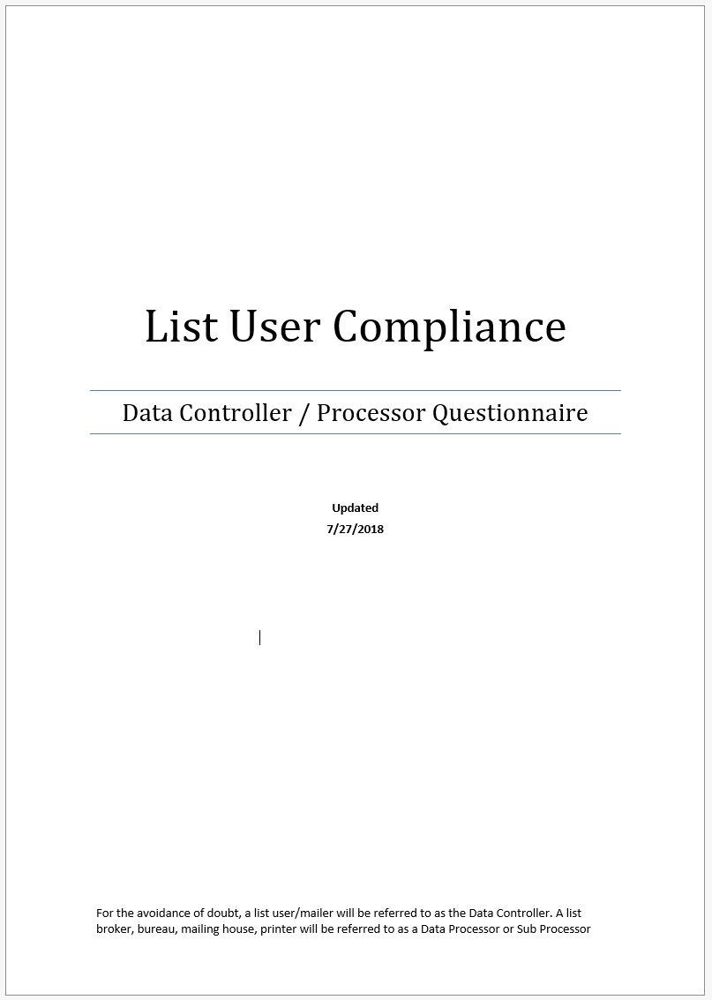 List User Compliance
Data Controller / Processor Questionnaire
Updated
7/27/2018
For the avoidance of doubt, a list user/mailer will be referred to as the Data Controller. A list
broker, bureau, mailing house, printer will be referred to as a Data Processor or Sub Processor